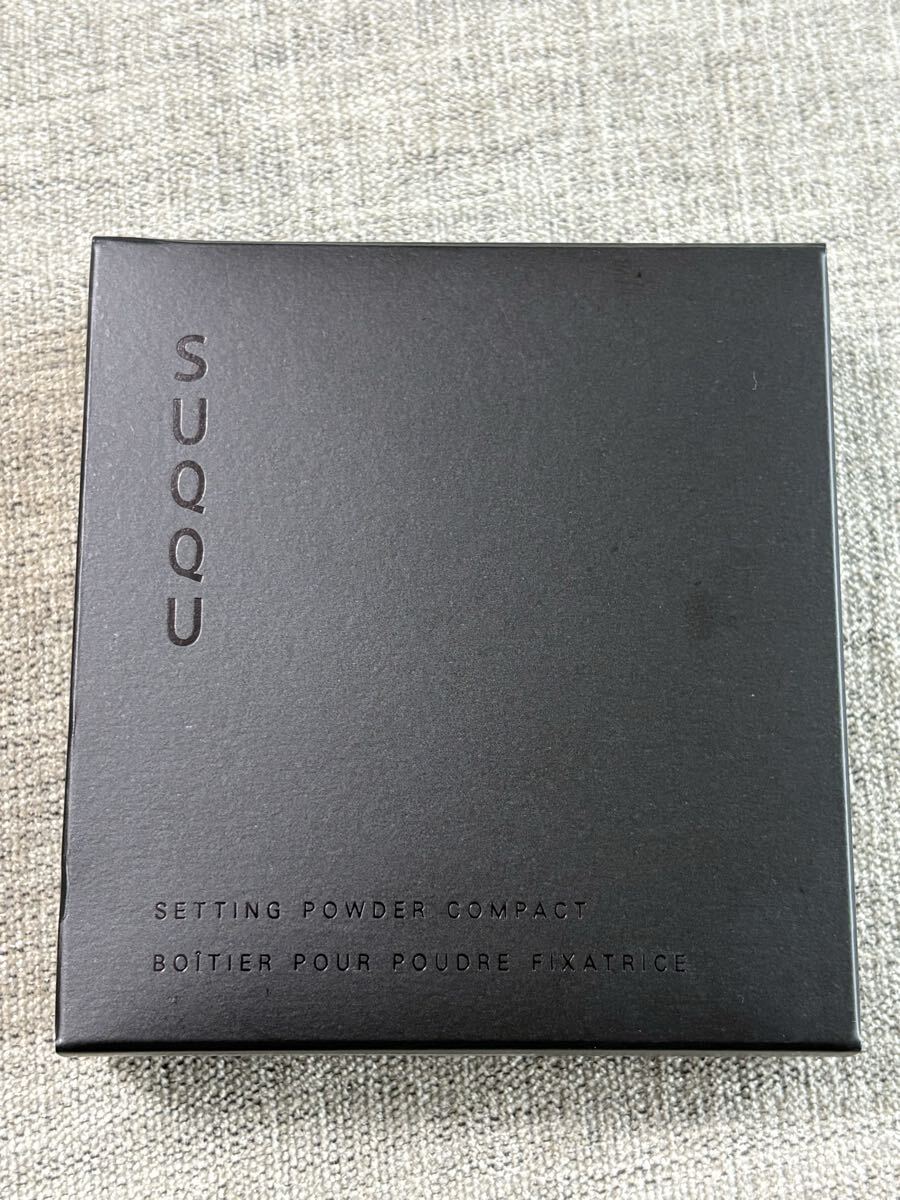 SUQQU
SETTING POWDER COMPACT
BOÎTIER POUR POUDRE FIXATRICE